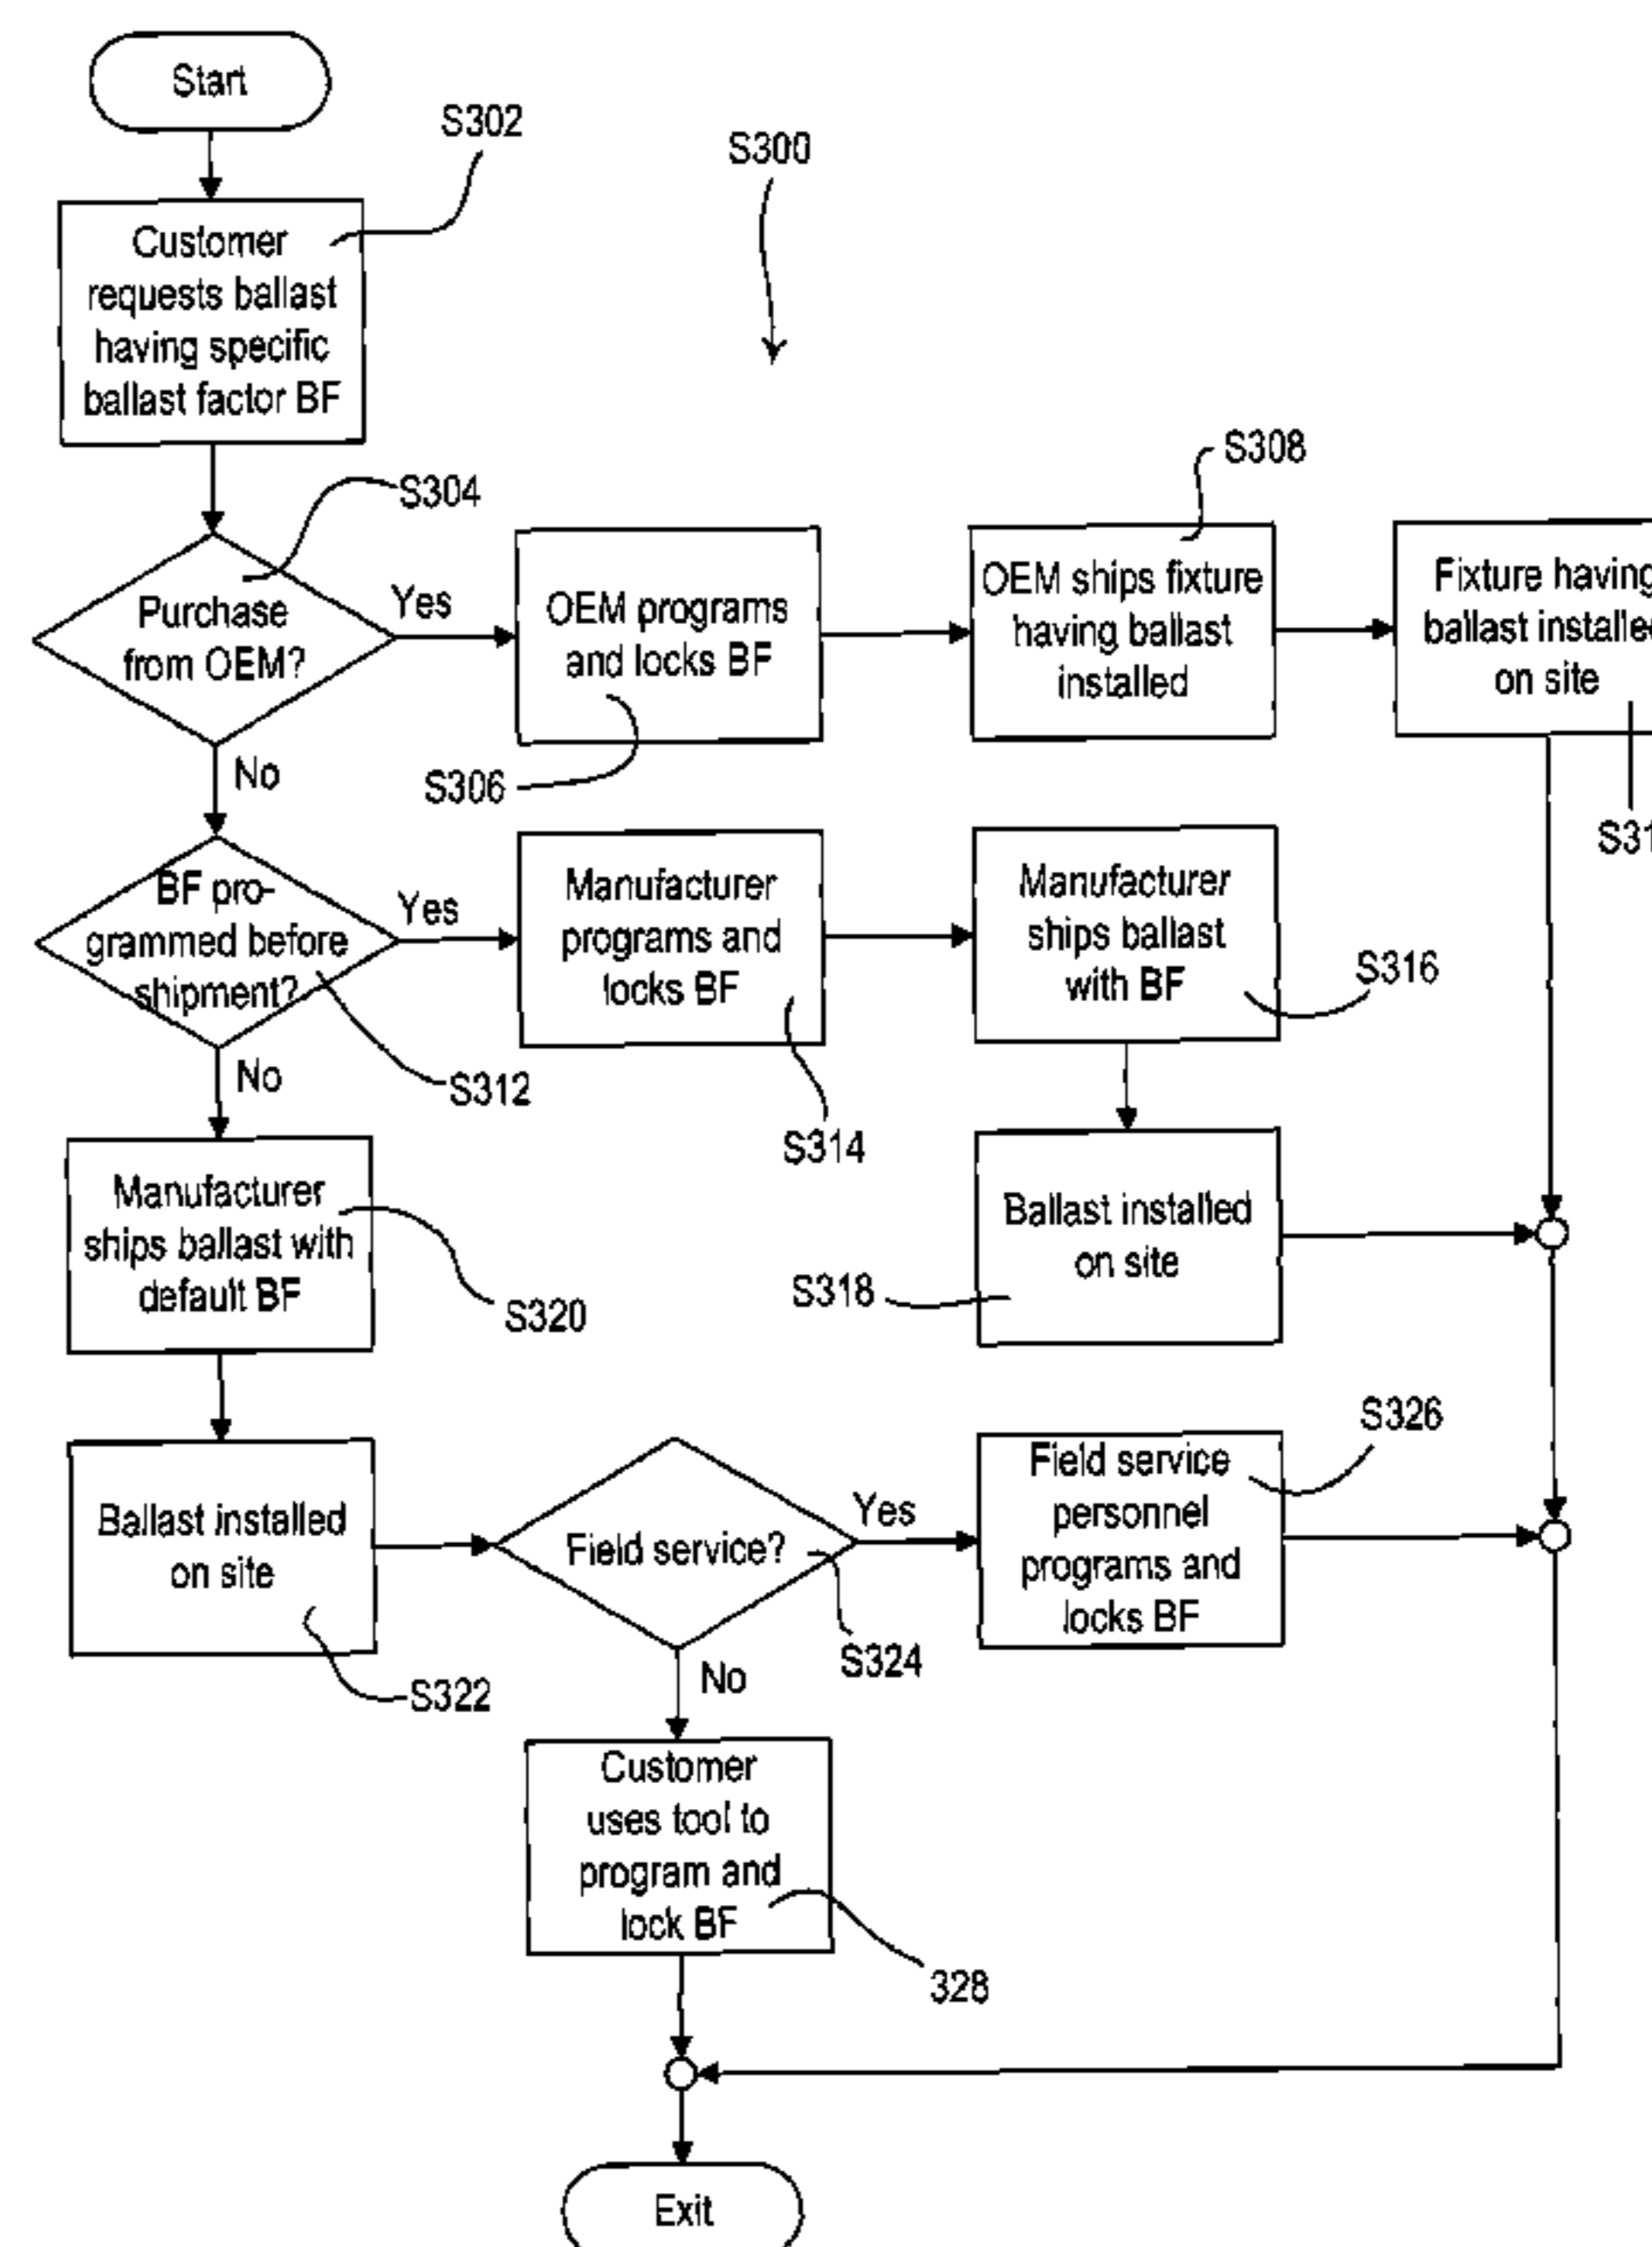 Start
S302
S300
Customer
requests ballast
having specific
ballast factor BF
S304
S308
Purchase
from OEM?
Yes
OEM programs
and locks BF
OEM ships fixture
having ballast
installed
Fixture having
ballast
on site
No
S306
BF pro-
grammed before
shipment?
Yes
Manufacturer
programs and
locks BF
Manufacturer
ships ballast
with BF
S316
No
S312
S314
Manufacturer
ships ballast with
default BF
S320
Ballast installed
on site
S318
S326
Ballast installed
on site
S322
Field service?
Yes
S324
Field service
personnel
programs and
locks BF
No
Customer
uses tool to
program and
lock BF
328
Exit